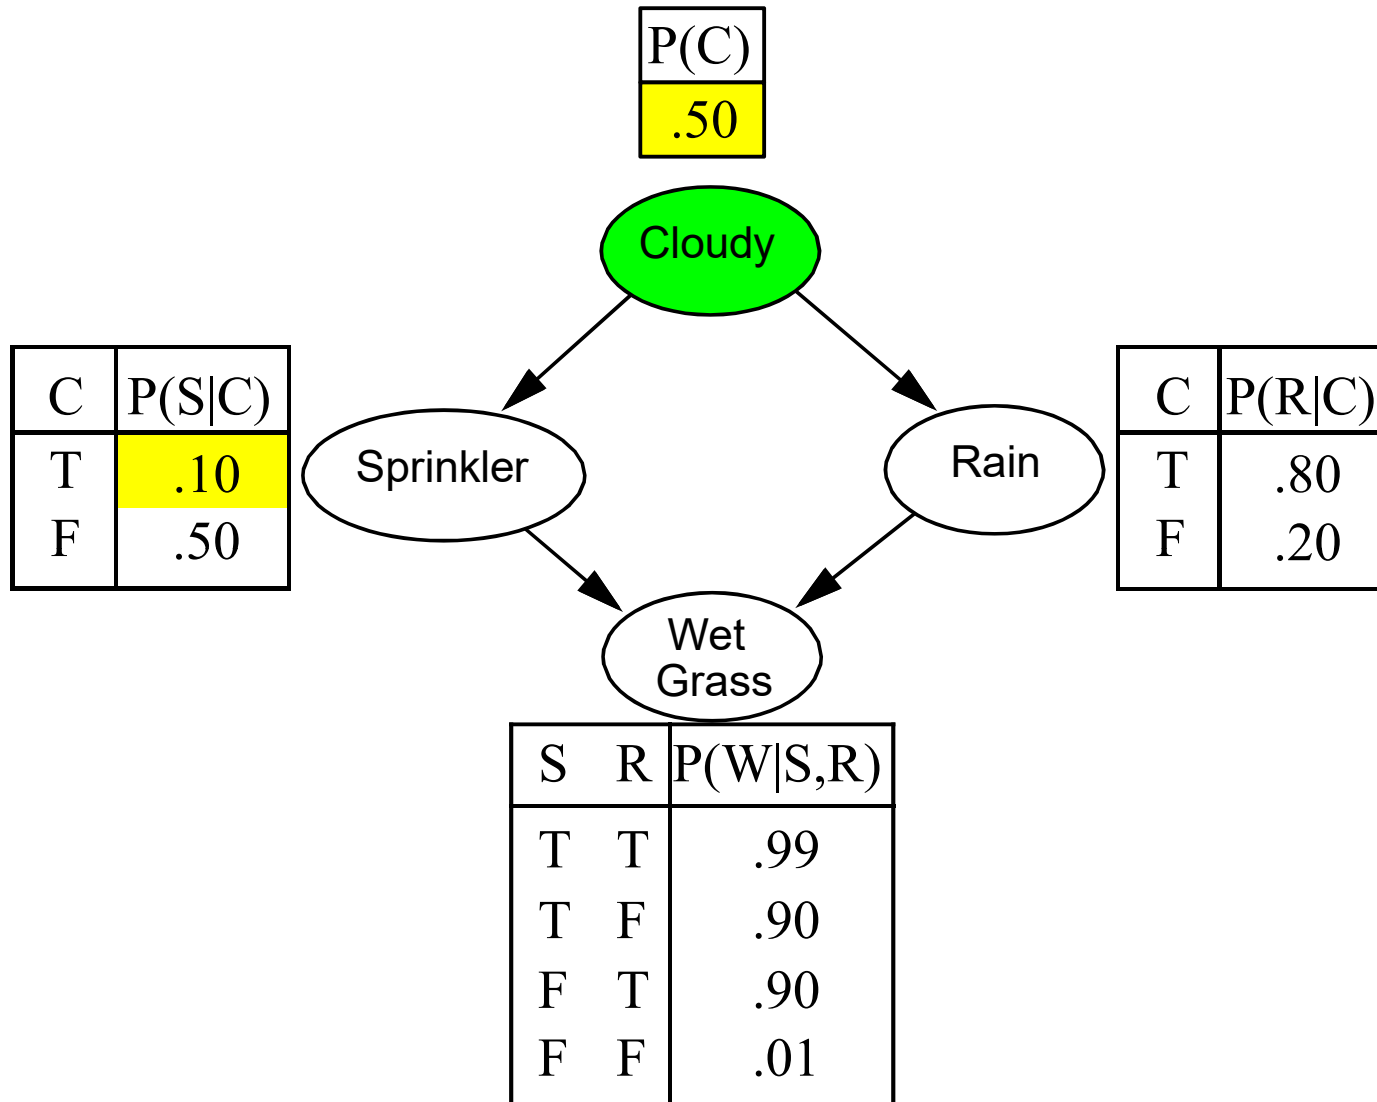 P(C)
.50
Cloudy
C P(S|C)
T .10
F .50
Sprinkler
Rain
C P(R|C)
T .80
F .20
Wet
Grass
S R P(W|S,R)
T T .99
T F .90
F T .90
F F .01